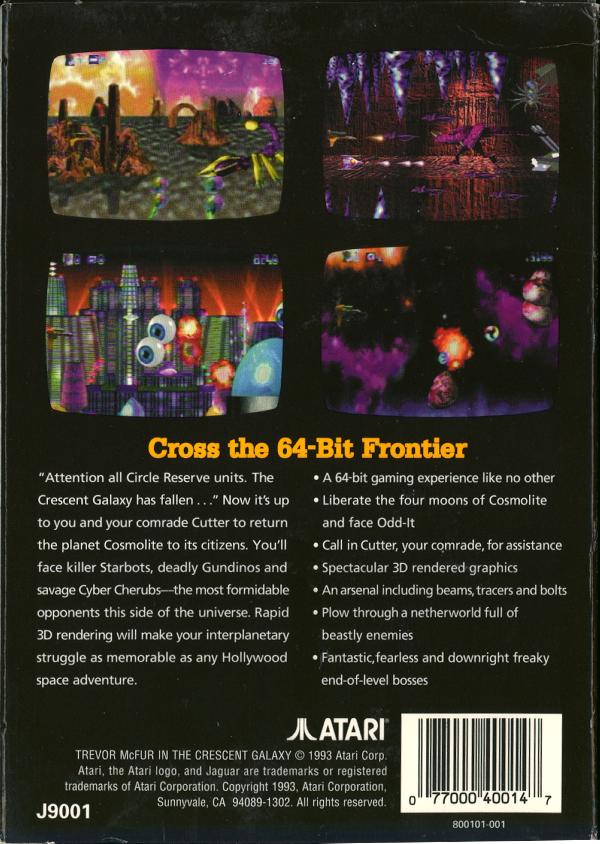 Cross the 64-Bit Frontier
"Attention all Circle Reserve units. The
Crescent Galaxy has fallen . . ." Now it's up
to you and your comrade Cutter to return
the planet Cosmolite to its citizens. You'll
face killer Starbots, deadly Gundinos and
savage Cyber Cherubs—the most formidable
opponents this side of the universe. Rapid
3D rendering will make your interplanetary
struggle as memorable as any Hollywood
space adventure.
• A 64-bit gaming experience like no other
• Liberate the four moons of Cosmolite
and face Odd-It
• Call in Cutter, your comrade, for assistance
• Spectacular 3D rendered graphics
• An arsenal including beams, tracers and bolts
• Plow through a netherworld full of
beastly enemies
• Fantastic,fearless and downright freaky
end-of-level bosses
ATARI
TREVOR McFUR IN THE CRESCENT GALAXY © 1993 Atari Corp.
Atari, the Atari logo, and Jaguar are trademarks or registered
trademarks of Atari Corporation. Copyright 1993, Atari Corporation,
Sunnyvale, CA 94089-1302. All rights reserved.
J9001
0 77000 40014 7
800101-001